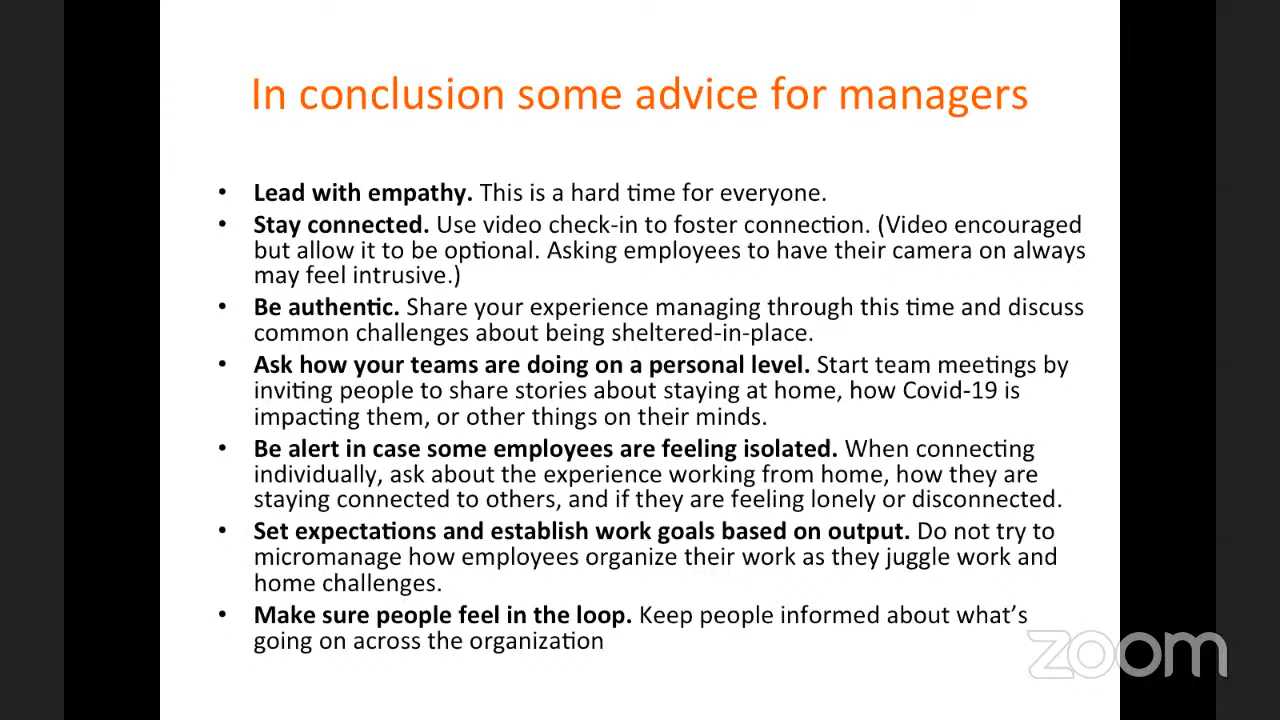 In conclusion some advice for managers
• Lead with empathy. This is a hard time for everyone.
• Stay connected. Use video check-in to foster connection. (Video encouraged
but allow it to be optional. Asking employees to have their camera on always
may feel intrusive.)
• Be authentic. Share your experience managing through this time and discuss
common challenges about being sheltered-in-place.
• Ask how your teams are doing on a personal level. Start team meetings by
inviting people to share stories about staying at home, how Covid-19 is
impacting them, or other things on their minds.
• Be alert in case some employees are feeling isolated. When connecting
individually, ask about the experience working from home, how they are
staying connected to others, and if they are feeling lonely or disconnected.
• Set expectations and establish work goals based on output. Do not try to
micromanage how employees organize their work as they juggle work and
home challenges.
• Make sure people feel in the loop. Keep people informed about what’s
going on across the organization
zoom